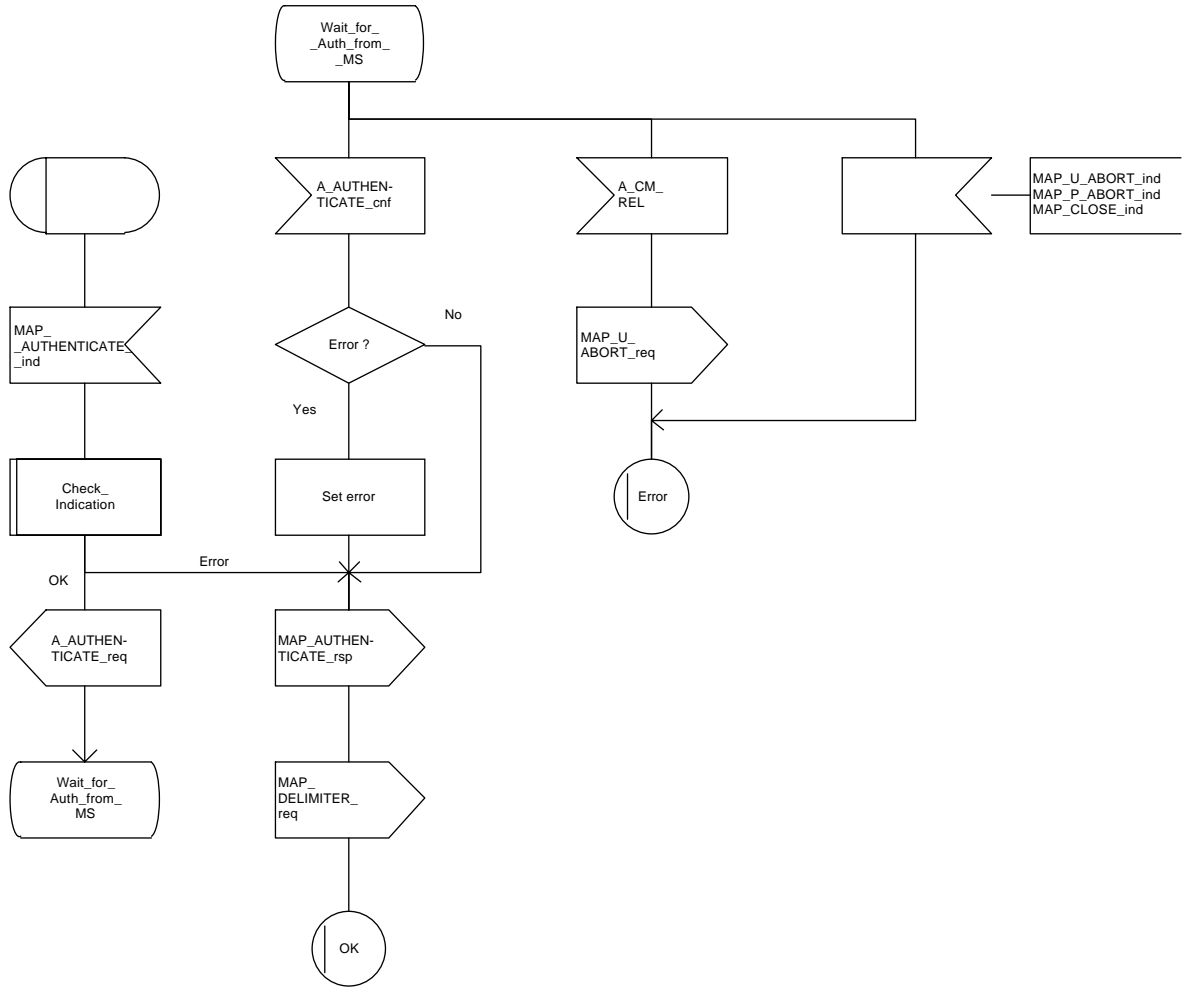 Wait_for_
_Auth_from_
_MS
A_AUTHEN-
TICATE_cnf
A_CM_
REL
MAP_U_ABORT_ind
MAP_P_ABORT_ind
MAP_CLOSE_ind
MAP_
_AUTHENTICATE_
_ind
Error ?
No
MAP_U_
ABORT_req
Yes
Check_
Indication
Set error
Error
OK
Error
A_AUTHEN-
TICATE_req
MAP_AUTHEN-
TICATE_rsp
Wait_for_
Auth_from_
MS
MAP_
DELIMITER_
req
OK